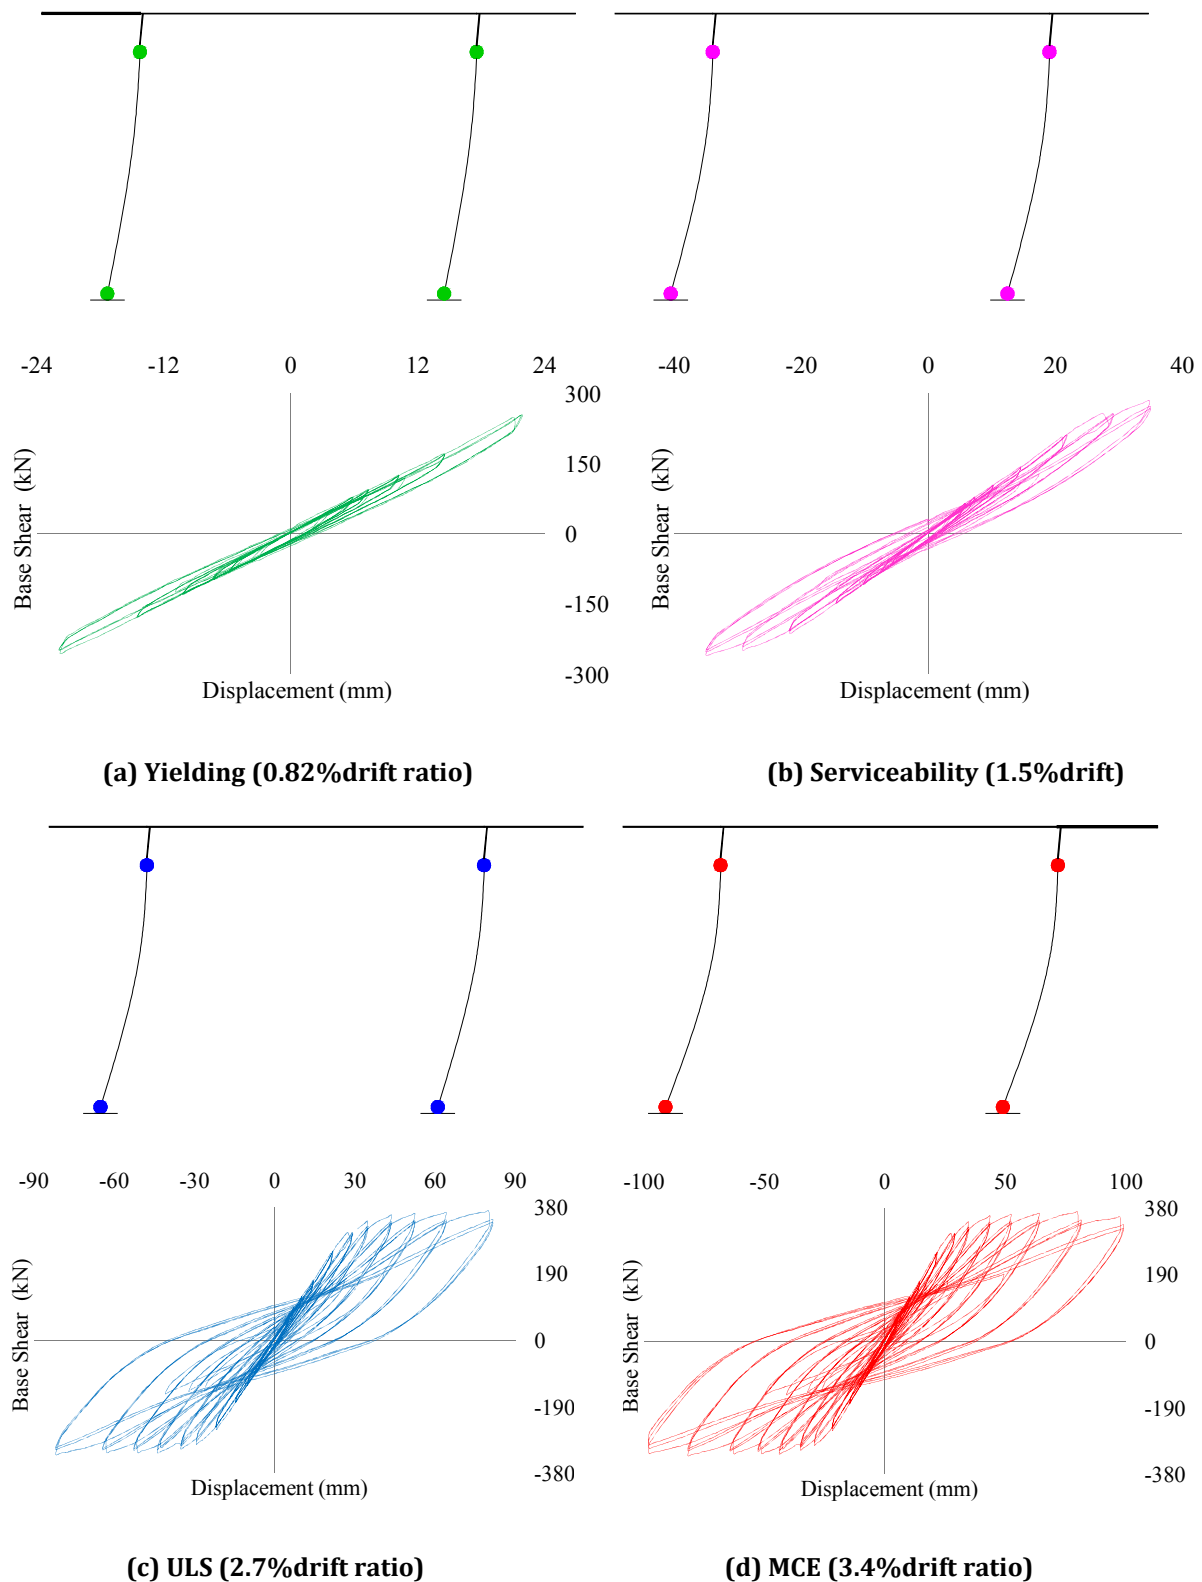 -24 -12 0 12 24
300
150
0
-150
-300
Base Shear (kN)
Displacement (mm)
-40 -20 0 20 40
Base Shear (kN)
Displacement (mm)
(a) Yielding (0.82%drift ratio)
(b) Serviceability (1.5%drift)
-90 -60 -30 0 30 60 90
380
190
0
-190
-380
Base Shear (kN)
Displacement (mm)
-100 -50 0 50 100
380
190
0
-190
-380
Base Shear (kN)
Displacement (mm)
(c) ULS (2.7%drift ratio)
(d) MCE (3.4%drift ratio)